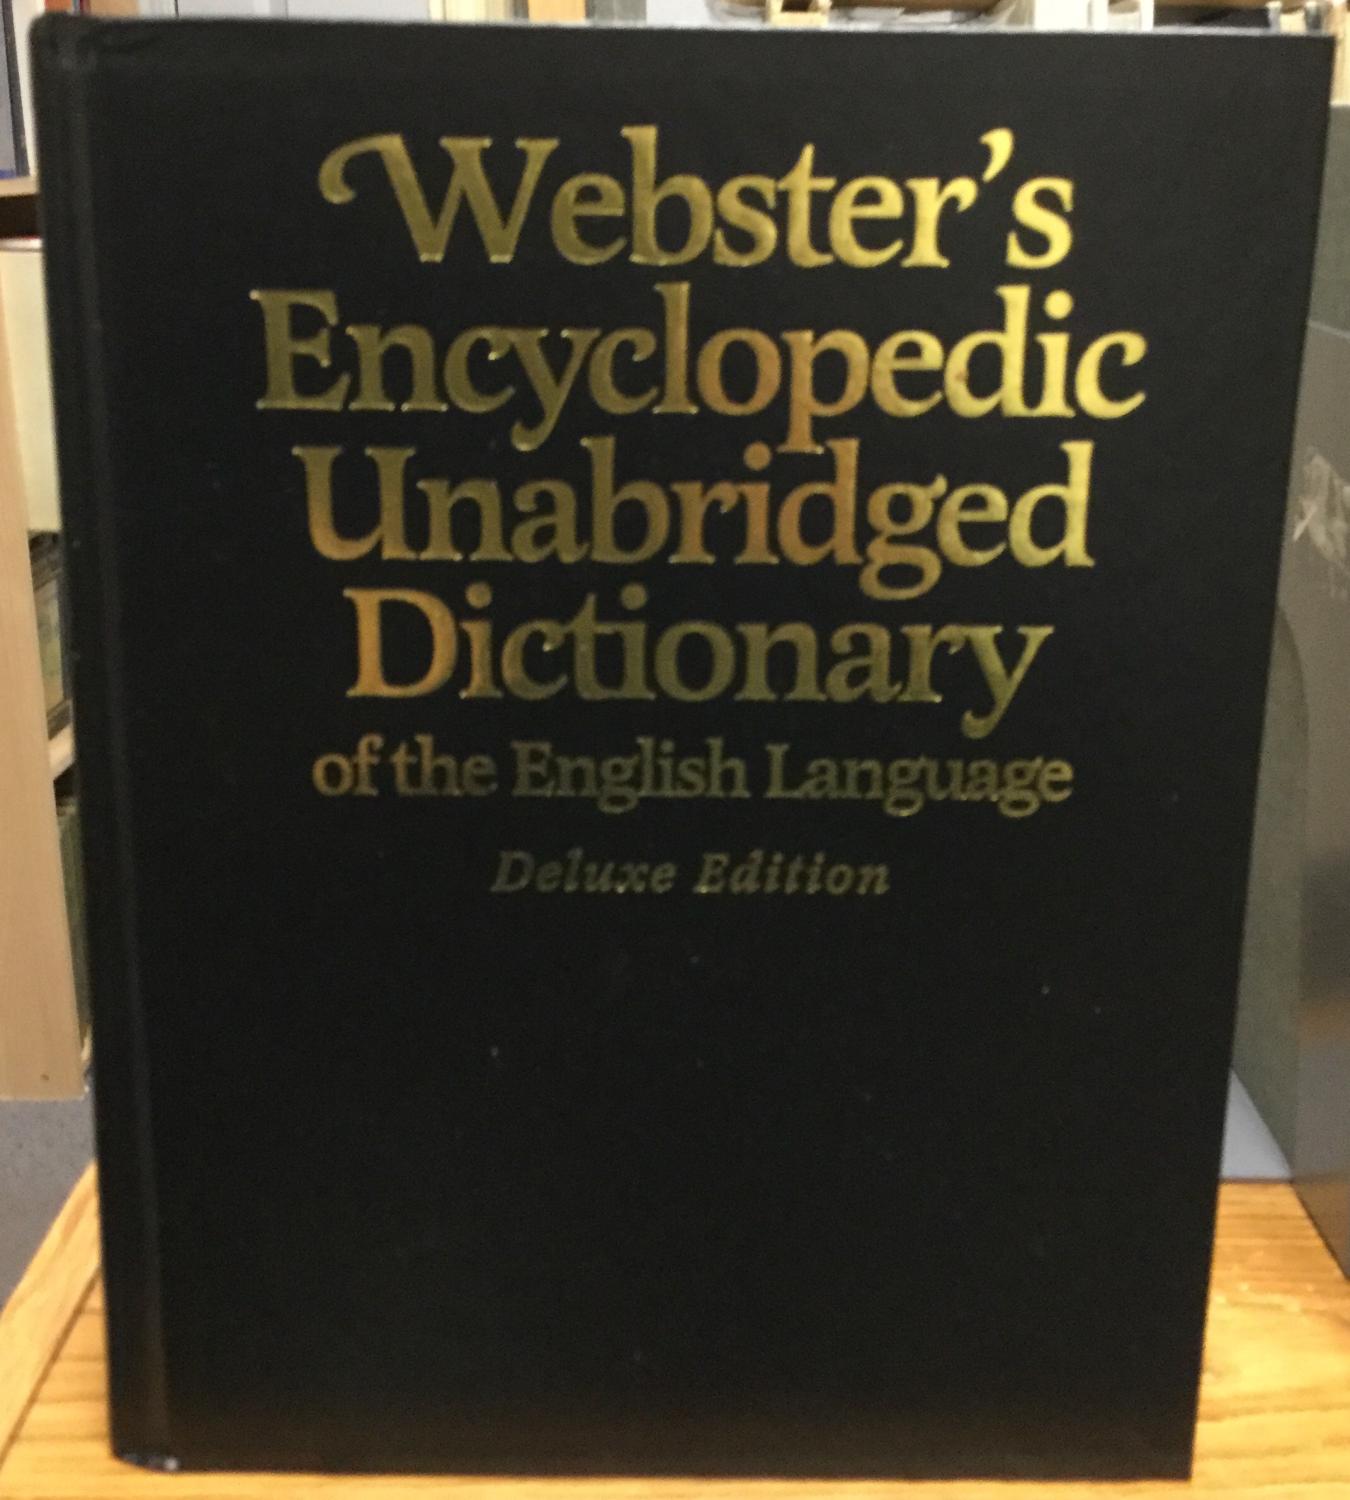 Webster's
Encyclopedic
Unabridged
Dictionary
of the English Language
Deluxe Edition